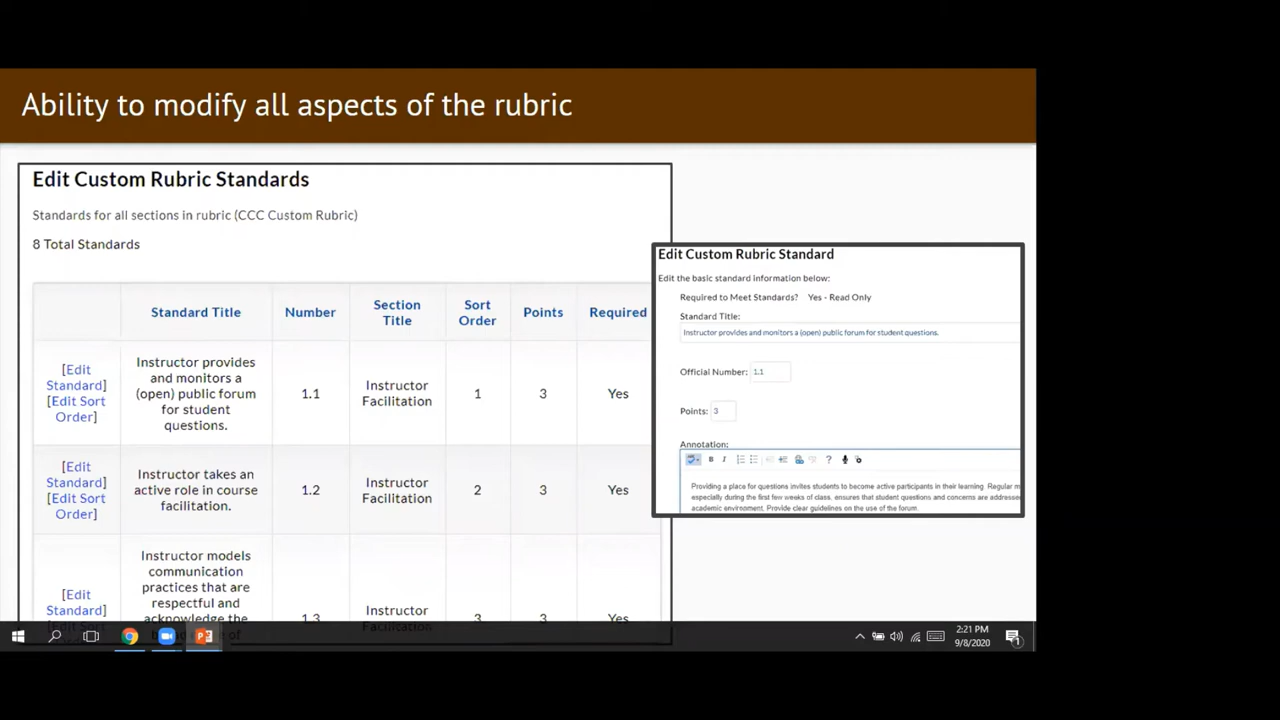 Ability to modify all aspects of the rubric
Edit Custom Rubric Standards
Standards for all sections in rubric (CCC Custom Rubric)
8 Total Standards
Standard Title
Number
Section
Title
Sort
Order
Points
Required
[Edit
Standard]
[Edit Sort
Order]
Instructor provides
and monitors a
(open) public forum
for student
questions.
1.1
Instructor
Facilitation
1
3
Yes
[Edit
Standard]
[Edit Sort
Order]
Instructor takes an
active role in course
facilitation.
1.2
Instructor
Facilitation
2
3
Yes
[Edit
Standard]
Instructor models
communication
practices that are
respectful and
acknowledge the
1.3
Instructor
Facilitation
3
3
Yes
Edit Custom Rubric Standard
Edit the basic standard information below:
Required to Meet Standards? Yes - Read Only
Standard Title:
Instructor provides and monitors a (open) public forum for student questions.
Official Number: 1.1
Points: 3
Annotation:
B I ?
Providing a place for questions invites students to become active participants in their learning. Regular m
especially during the first few weeks of class, ensures that student questions and concerns are addressed
academic environment. Provide clear guidelines on the use of the forum.
2:21 PM
9/8/2020
1